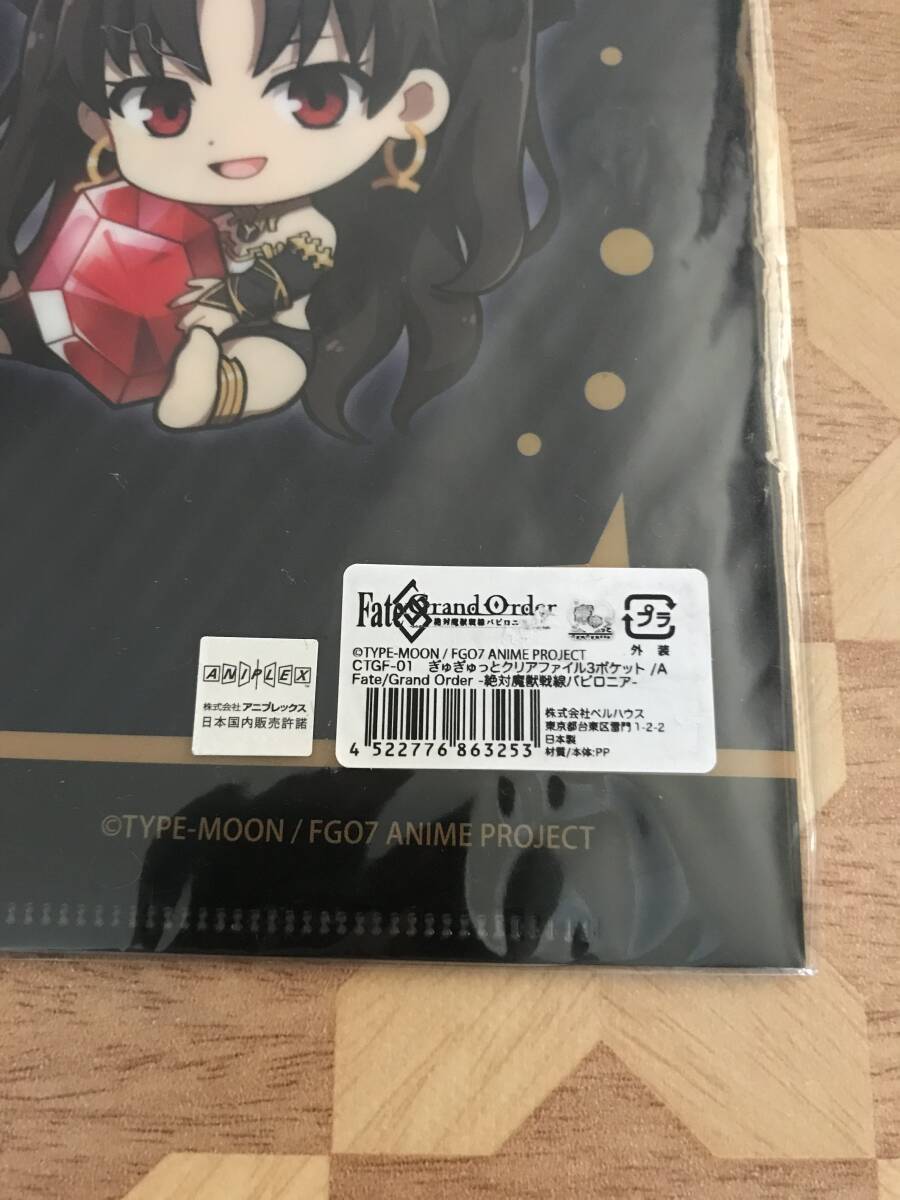 Fate Grand Order
絶対魔獣戦線バビロニア
プラ
外 装
©TYPE-MOON / FGO7 ANIME PROJECT
CTGF-01 ぎゅぎゅっとクリアファイル3ポケット /A
Fate/Grand Order -絶対魔獣戦線バビロニア-
株式会社ベルハウス
東京都台東区雷門1-2-2
日本製
材質/本体:PP
4 522776 863253
ANIPLEX
株式会社アニプレックス
日本国内販売許諾
©TYPE-MOON / FGO7 ANIME PROJECT